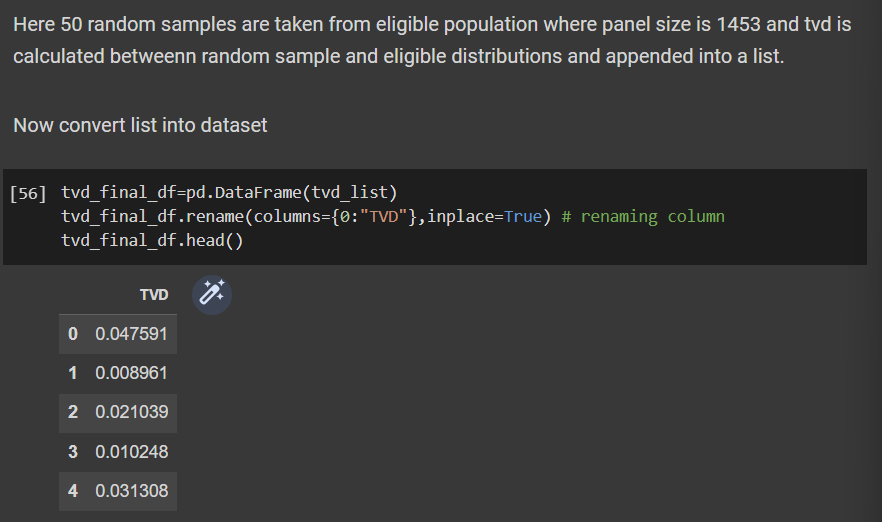 Here 50 random samples are taken from eligible population where panel size is 1453 and tvd is
calculated betweenn random sample and eligible distributions and appended into a list.
Now convert list into dataset
[56] tvd_final_df=pd.DataFrame(tvd_list)
tvd_final_df.rename(columns={0:"TVD"},inplace=True) # renaming column
tvd_final_df.head()
TVD
0 0.047591
1 0.008961
2 0.021039
3 0.010248
4 0.031308